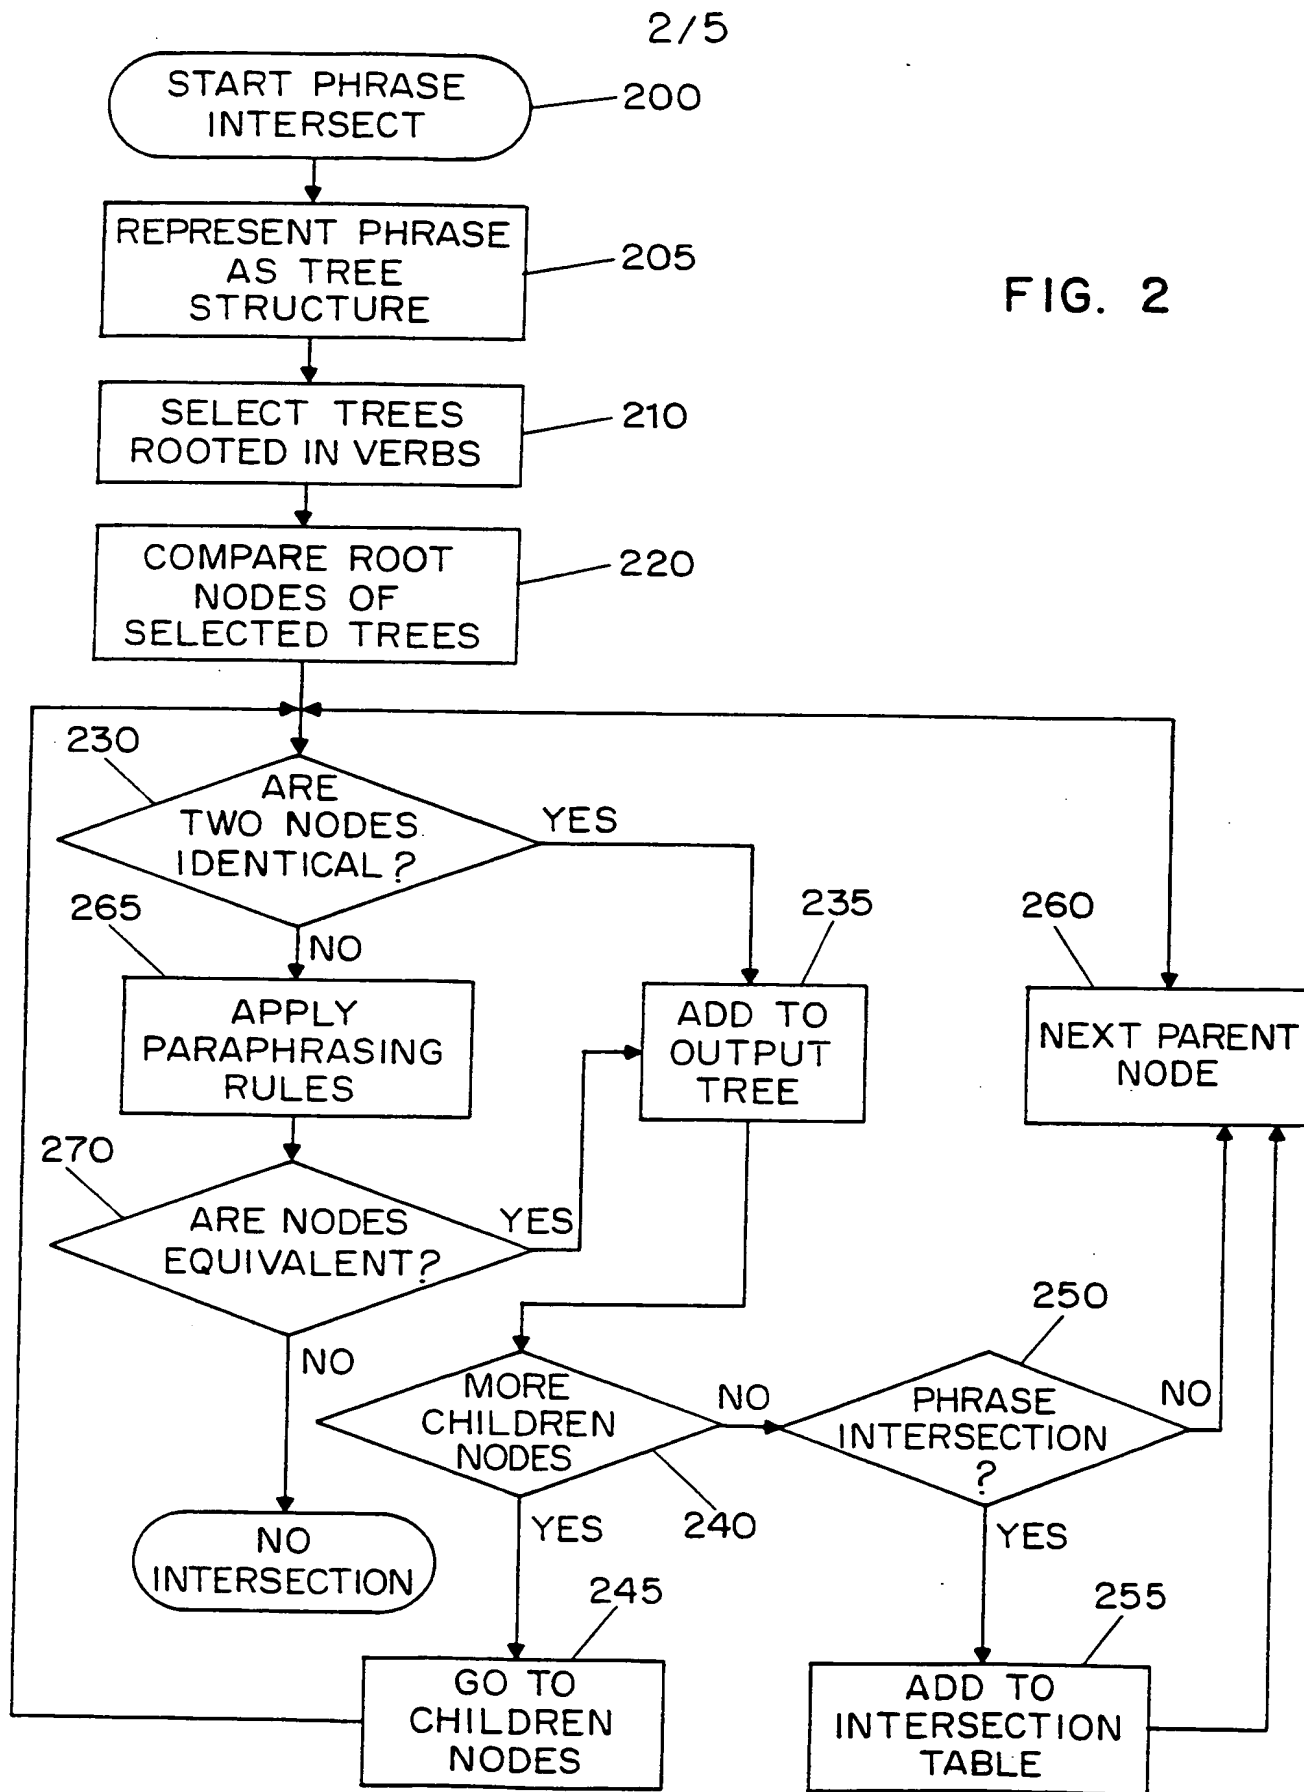 2/5
START PHRASE
INTERSECT
200
REPRESENT PHRASE
AS TREE
STRUCTURE
205
FIG. 2
SELECT TREES
ROOTED IN VERBS
210
COMPARE ROOT
NODES OF
SELECTED TREES
220
230
ARE
TWO NODES
IDENTICAL?
YES
265
NO
235
260
APPLY
PARAPHRASING
RULES
ADD TO
OUTPUT
TREE
NEXT PARENT
NODE
270
ARE NODES
EQUIVALENT?
YES
NO
250
MORE
CHILDREN
NODES
NO
PHRASE
INTERSECTION
?
NO
240
YES
YES
NO
INTERSECTION
245
255
GO TO
CHILDREN
NODES
ADD TO
INTERSECTION
TABLE